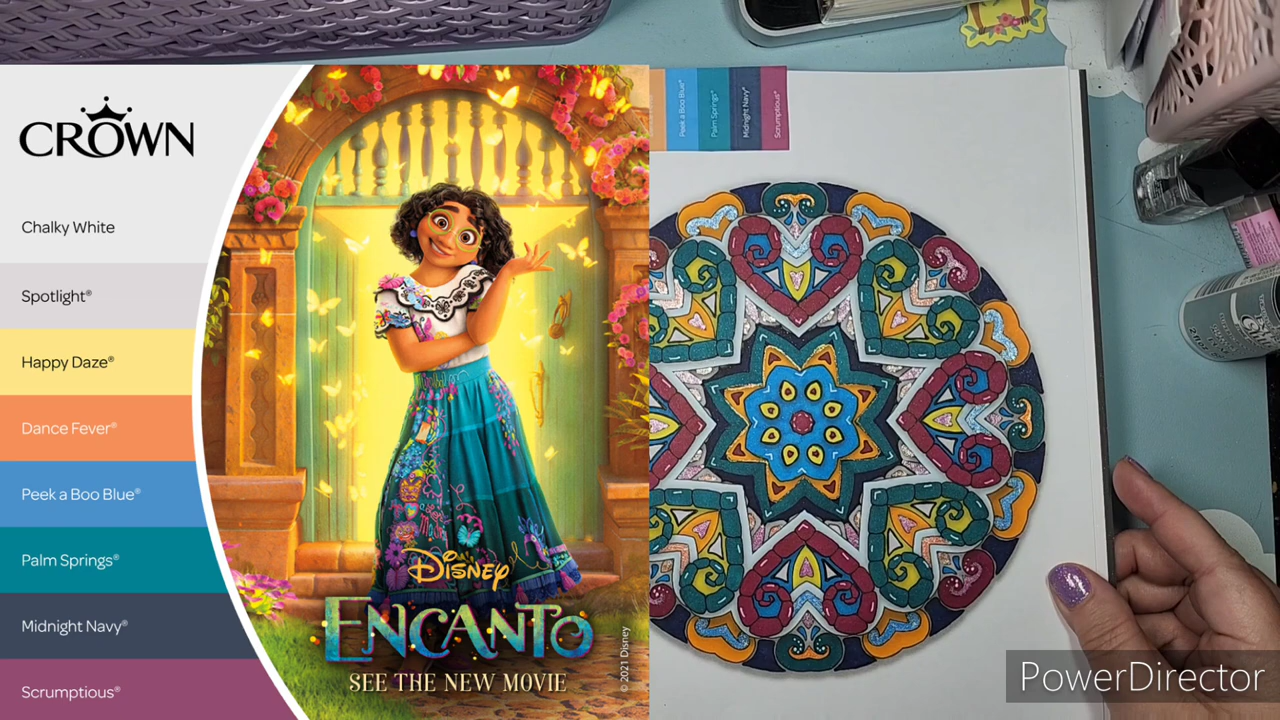 CROWN
Chalky White
Spotlight®
Happy Daze®
Dance Fever®
Peek a Boo Blue®
Palm Springs®
Midnight Navy®
Scrumptious®
Disney
ENCANTO
SEE THE NEW MOVIE
© 2021 Disney
Peek a Boo Blue®
Palm Springs®
Midnight Navy®
Scrumptious®
PowerDirector